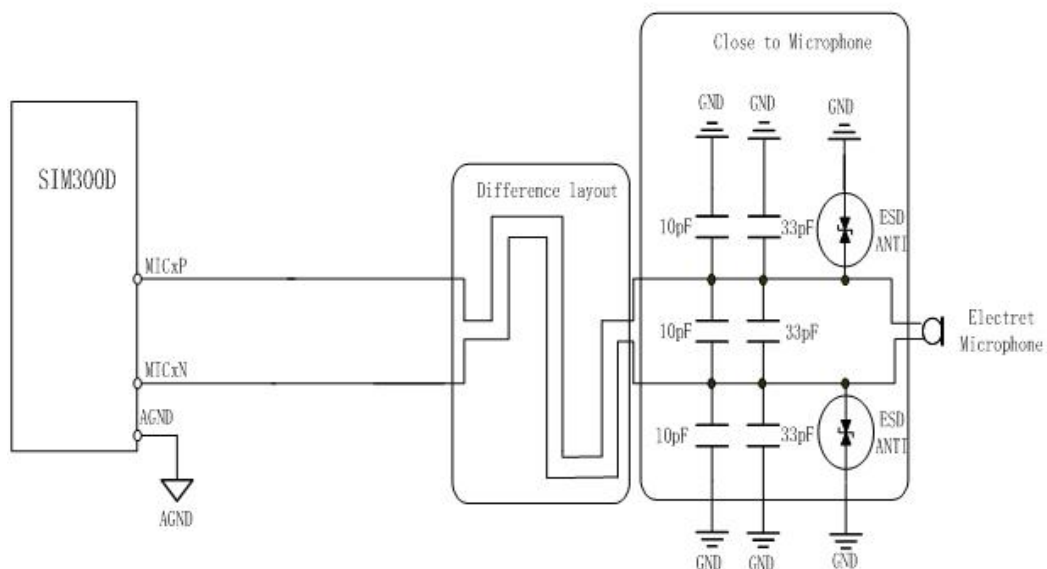 Close to Microphone
GND
GND
GND
SIM300D
Difference layout
10pF
33pF
ESD
ANTI
MICxP
10pF
33pF
Electret
Microphone
MICxN
AGND
10pF
33pF
ESD
ANTI
AGND
GND
GND
GND